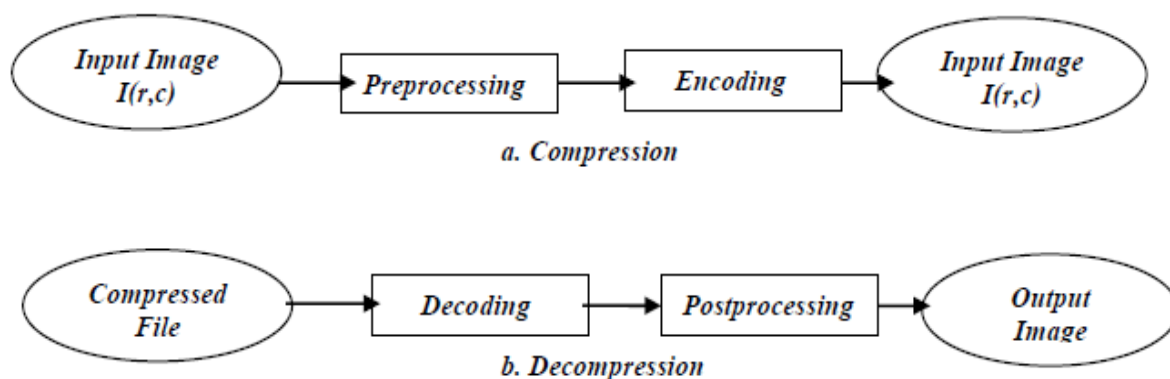 Input Image
I(r,c)
Preprocessing
Encoding
Input Image
I(r,c)
a. Compression
Compressed
File
Decoding
Postprocessing
Output
Image
b. Decompression